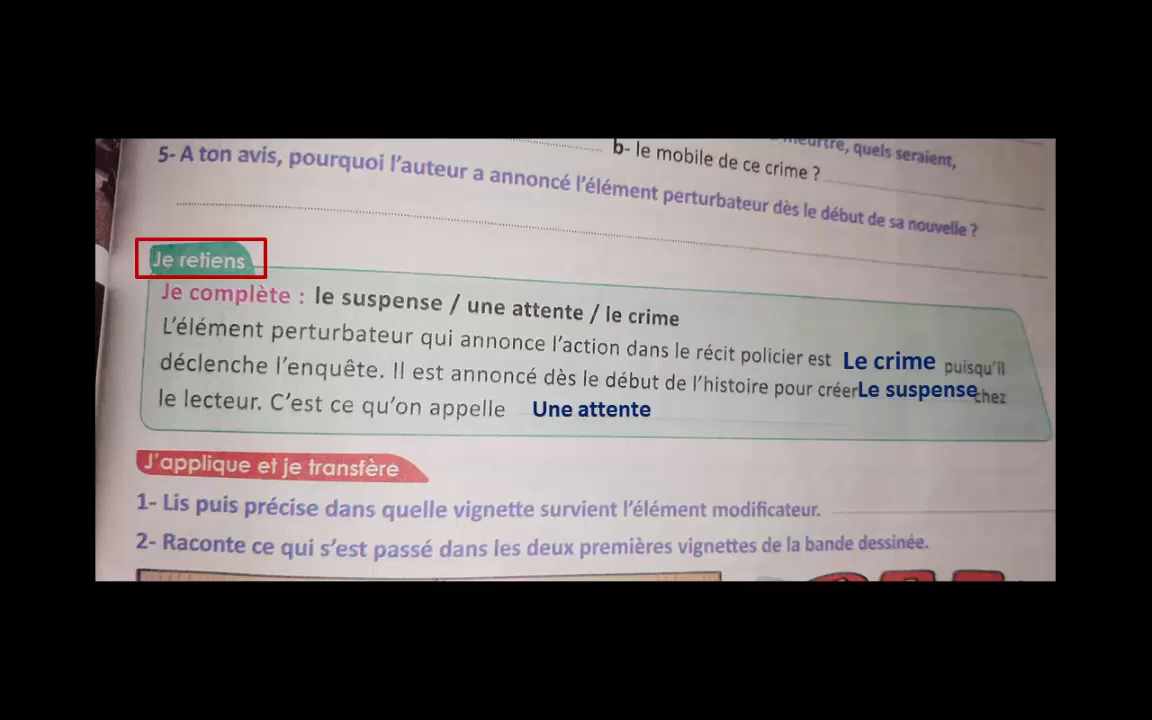 meurtre, quels seraient,
b- le mobile de ce crime ?
5- A ton avis, pourquoi l'auteur a annoncé l'élément perturbateur dès le début de sa nouvelle ?
Je retiens
Je complète : le suspense / une attente / le crime
L'élément perturbateur qui annonce l'action dans le récit policier est Le crime puisqu'il
déclenche l'enquête. Il est annoncé dès le début de l'histoire pour créer Le suspense chez
le lecteur. C'est ce qu'on appelle Une attente
J'applique et je transfère
1- Lis puis précise dans quelle vignette survient l'élément modificateur.
2- Raconte ce qui s'est passé dans les deux premières vignettes de la bande dessinée.